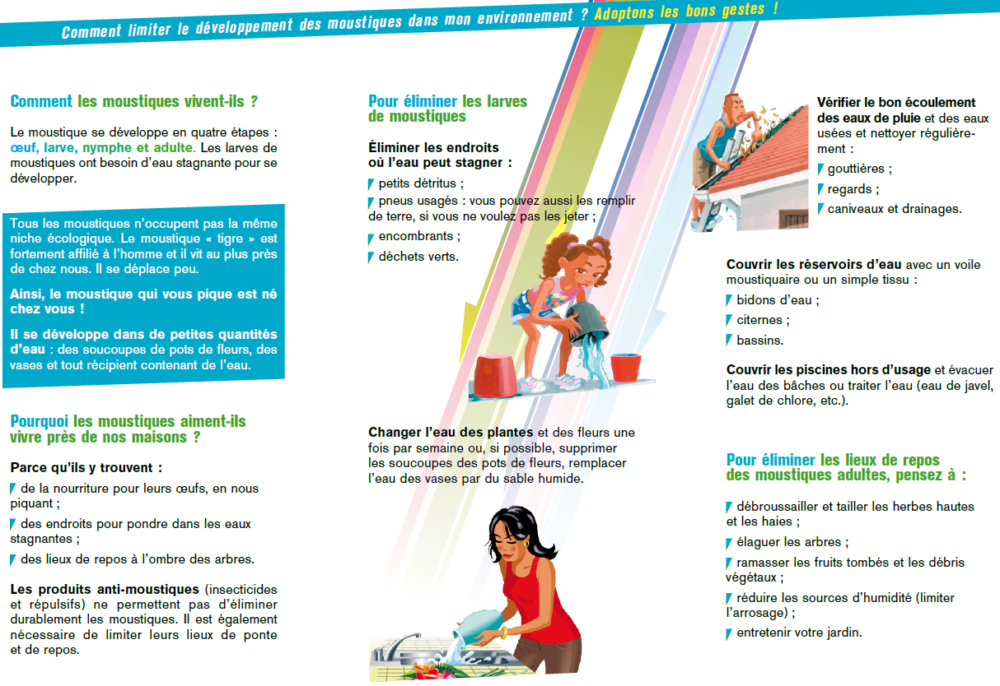 Comment limiter le développement des moustiques dans mon environnement ? Adoptons les bons gestes !
Comment les moustiques vivent-ils ?
Le moustique se développe en quatre étapes :
œuf, larve, nymphe et adulte. Les larves de
moustiques ont besoin d'eau stagnante pour se
développer.
Tous les moustiques n'occupent pas la même
niche écologique. Le moustique « tigre » est
fortement affilié à l'homme et il vit au plus près
de chez nous. Il se déplace peu.
Ainsi, le moustique qui vous pique est né
chez vous !
Il se développe dans de petites quantités
d'eau : des soucoupes de pots de fleurs, des
vases et tout récipient contenant de l'eau.
Pourquoi les moustiques aiment-ils
vivre près de nos maisons ?
Parce qu'ils y trouvent :
de la nourriture pour leurs œufs, en nous
piquant ;
des endroits pour pondre dans les eaux
stagnantes ;
des lieux de repos à l'ombre des arbres.
Les produits anti-moustiques (insecticides
et répulsifs) ne permettent pas d'éliminer
durablement les moustiques. Il est également
nécessaire de limiter leurs lieux de ponte
et de repos.
Pour éliminer les larves
de moustiques
Éliminer les endroits
où l'eau peut stagner :
petits détritus ;
pneus usagés : vous pouvez aussi les remplir
de terre, si vous ne voulez pas les jeter ;
encombrants ;
déchets verts.
Changer l'eau des plantes et des fleurs une
fois par semaine ou, si possible, supprimer
les soucoupes des pots de fleurs, remplacer
l'eau des vases par du sable humide.
Vérifier le bon écoulement
des eaux de pluie et des eaux
usées et nettoyer régulière-
ment :
gouttières ;
regards ;
caniveaux et drainages.
Couvrir les réservoirs d'eau avec un voile
moustiquaire ou un simple tissu :
bidons d'eau ;
citernes ;
bassins.
Couvrir les piscines hors d'usage et évacuer
l'eau des bâches ou traiter l'eau (eau de javel,
galet de chlore, etc.).
Pour éliminer les lieux de repos
des moustiques adultes, pensez à :
débroussailler et tailler les herbes hautes
et les haies ;
élaguer les arbres ;
ramasser les fruits tombés et les débris
végétaux ;
réduire les sources d'humidité (limiter
l'arrosage) ;
entretenir votre jardin.